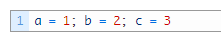 1 a = 1; b = 2; c = 3